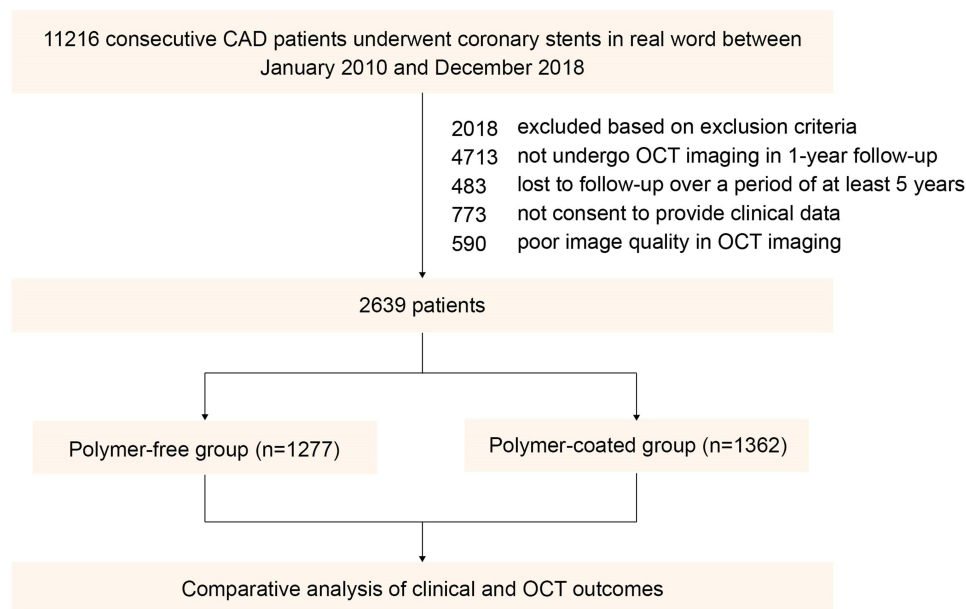 11216 consecutive CAD patients underwent coronary stents in real word between
January 2010 and December 2018
2018 excluded based on exclusion criteria
4713 not undergo OCT imaging in 1-year follow-up
483 lost to follow-up over a period of at least 5 years
773 not consent to provide clinical data
590 poor image quality in OCT imaging
2639 patients
Polymer-free group (n=1277)
Polymer-coated group (n=1362)
Comparative analysis of clinical and OCT outcomes